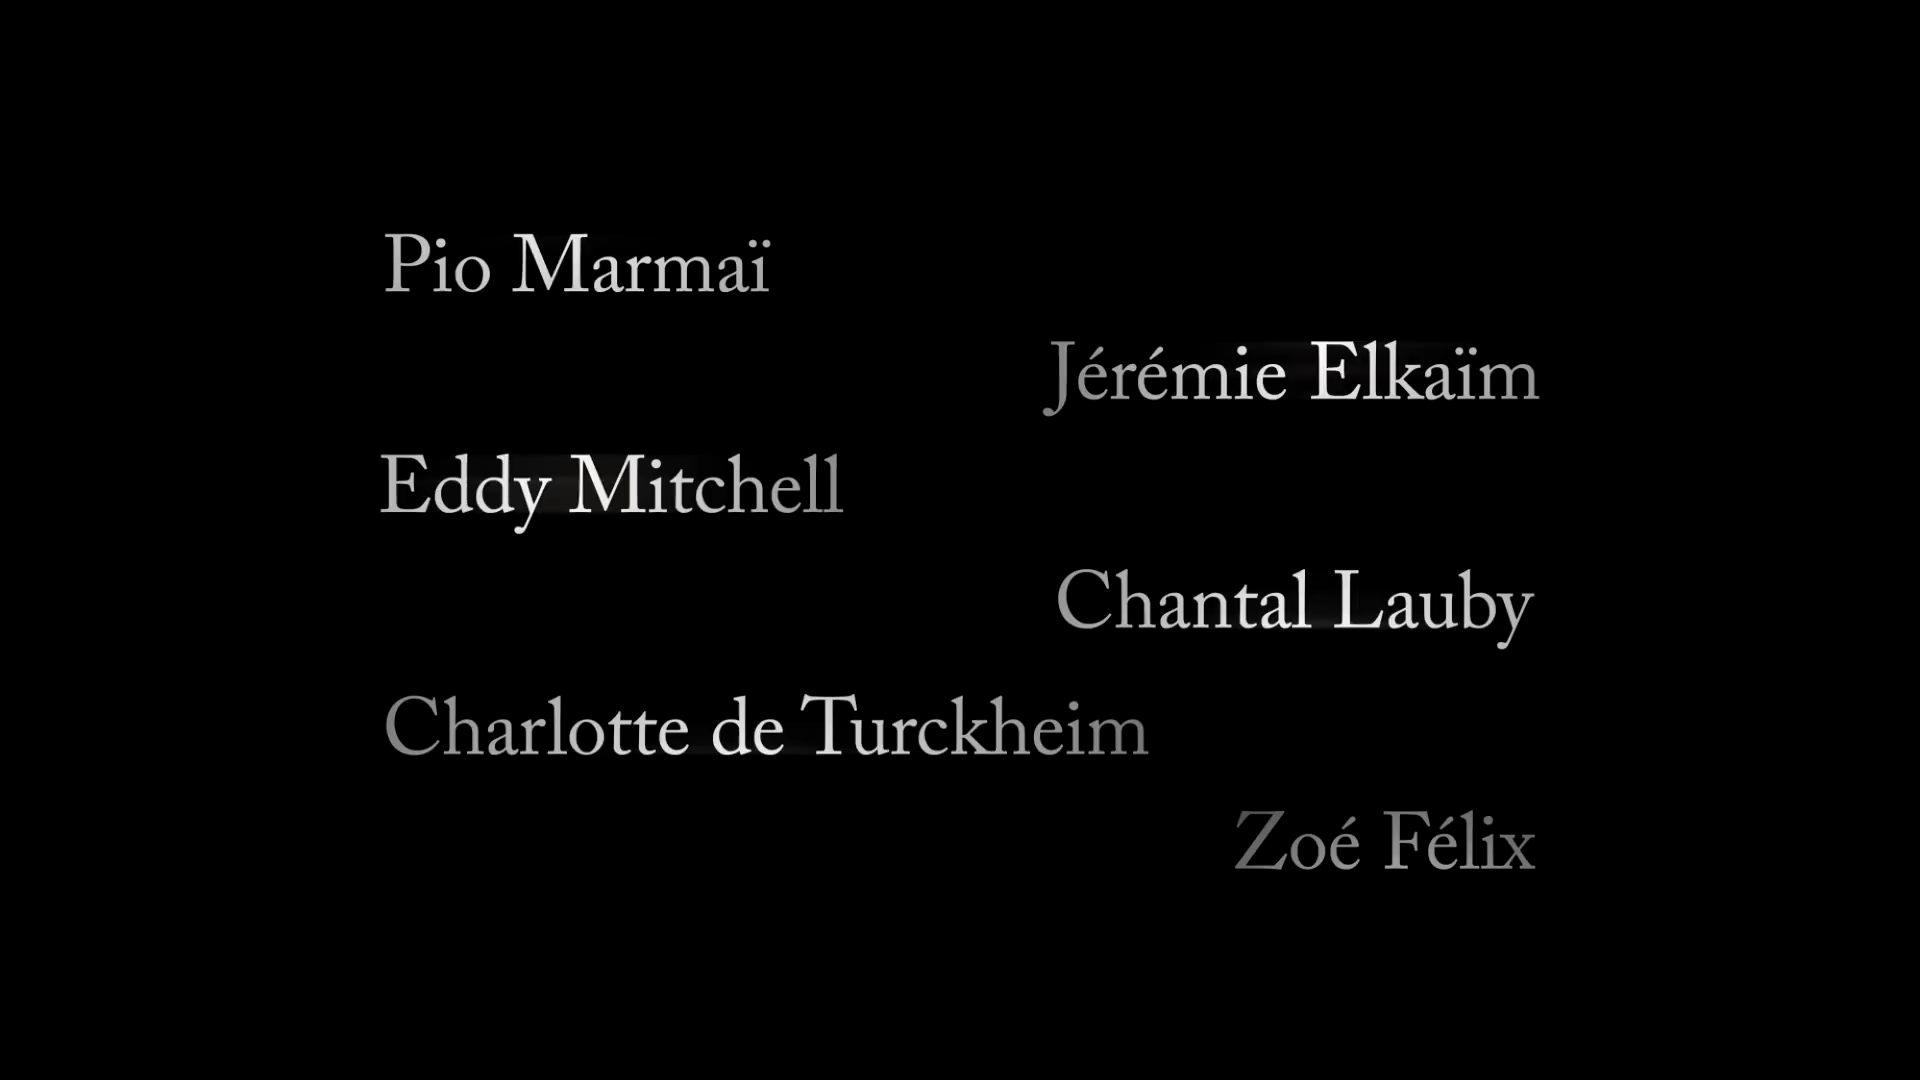 Pio Marmaï
Jérémie Elkaïm
Eddy Mitchell
Chantal Lauby
Charlotte de Turckheim
Zoé Félix